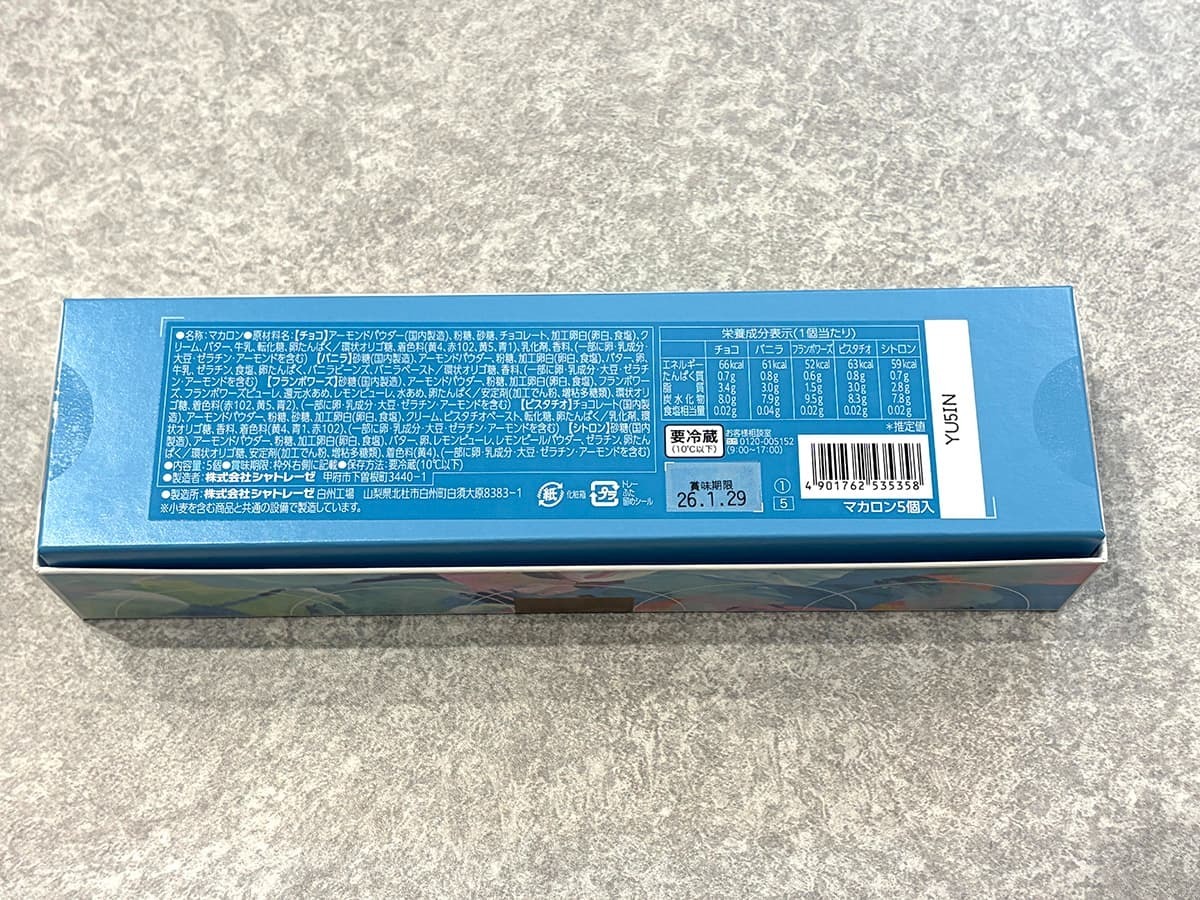 ●名称:マカロン●原材料名:【チョコ】アーモンドパウダー(国内製造)、粉糖、砂糖、チョコレート、加工卵白(卵白、食塩)、ク
リーム、バター、牛乳、転化糖、卵たんぱく/環状オリゴ糖、着色料(黄4、赤102、黄5、青1)、乳化剤、香料、(一部に卵・乳成分・
大豆・ゼラチン・アーモンドを含む)【バニラ】砂糖(国内製造)、アーモンドパウダー、粉糖、加工卵白(卵白、食塩)、バター、卵、
牛乳、ゼラチン、食塩、卵たんぱく、バニラビーンズ、バニラペースト/環状オリゴ糖、香料、(一部に卵・乳成分・大豆・ゼラチ
ン・アーモンドを含む)【フランボワーズ】砂糖(国内製造)、アーモンドパウダー、粉糖、加工卵白(卵白、食塩)、フランボワー
ズ、フランボワーズピューレ、還元水あめ、レモンピューレ、水あめ、卵たんぱく/安定剤(加工でん粉、増粘多糖類)、環状オリ
ゴ糖、着色料(赤102、黄5、青2)、(一部に卵・乳成分・大豆・ゼラチン・アーモンドを含む)【ピスタチオ】チョコレート(国内製
造)、アーモンドパウダー、粉糖、砂糖、加工卵白(卵白、食塩)、クリーム、ピスタチオペースト、転化糖、卵たんぱく/乳化剤、環
状オリゴ糖、香料、着色料(黄4、青1、赤102)、(一部に卵・乳成分・大豆・ゼラチン・アーモンドを含む)【シトロン】砂糖(国内製
造)、アーモンドパウダー、粉糖、加工卵白(卵白、食塩)、バター、卵、レモンピューレ、レモンピールパウダー、ゼラチン、卵たん
ぱく/環状オリゴ糖、安定剤(加工でん粉、増粘多糖類)、着色料(黄4)、(一部に卵・乳成分・大豆・ゼラチン・アーモンドを含む)
●内容量:5個●賞味期限:枠外右側に記載●保存方法:要冷蔵(10℃以下)
●製造者:株式会社シャトレーゼ 甲府市下曽根町3440-1
●製造所:株式会社シャトレーゼ 白州工場 山梨県北杜市白州町白須大原8383-1
※小麦を含む商品と共通の設備で製造しています。
紙 化粧箱
プラ トレー
ふた
留めシール
栄養成分表示(1個当たり)
チョコ バニラ フランボワーズ ピスタチオ シトロン
エネルギー 66kcal 61kcal 52kcal 63kcal 59kcal
たんぱく質 0.7g 0.8g 0.6g 0.8g 0.7g
脂質 3.4g 3.0g 1.5g 3.0g 2.8g
炭水化物 8.0g 7.9g 9.5g 8.3g 7.8g
食塩相当量 0.02g 0.04g 0.02g 0.02g 0.02g
*推定値
要冷蔵
(10℃以下)
お客様相談室
0120-005152
(9:00~17:00)
賞味期限
26.1.29
①
5
4901762535358
マカロン5個入
YU5IN